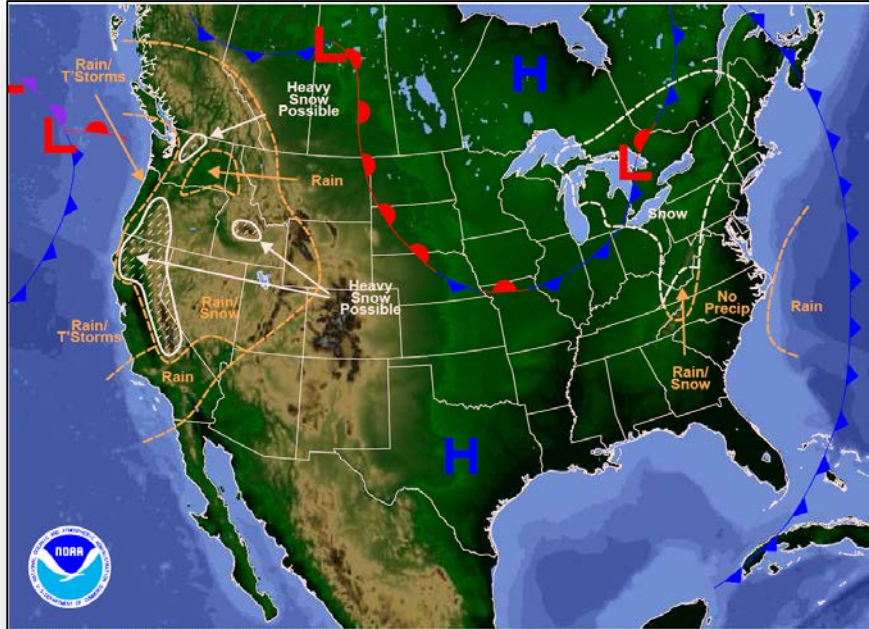 Rain/
T'Storms
L
H
Heavy
Snow
Possible
L
L
Rain
Snow
Heavy
Snow
Possible
Rain/
Snow
No
Precip
Rain
Rain/
T'Storms
Rain
Rain/
Snow
H
NOAA